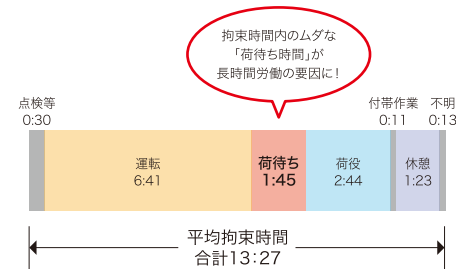 拘束時間内のムダな
「荷待ち時間」が
長時間労働の要因に!
点検等
0:30
運転
6:41
荷待ち
1:45
荷役
2:44
付帯作業
0:11
休憩
1:23
不明
0:13
平均拘束時間
合計13:27